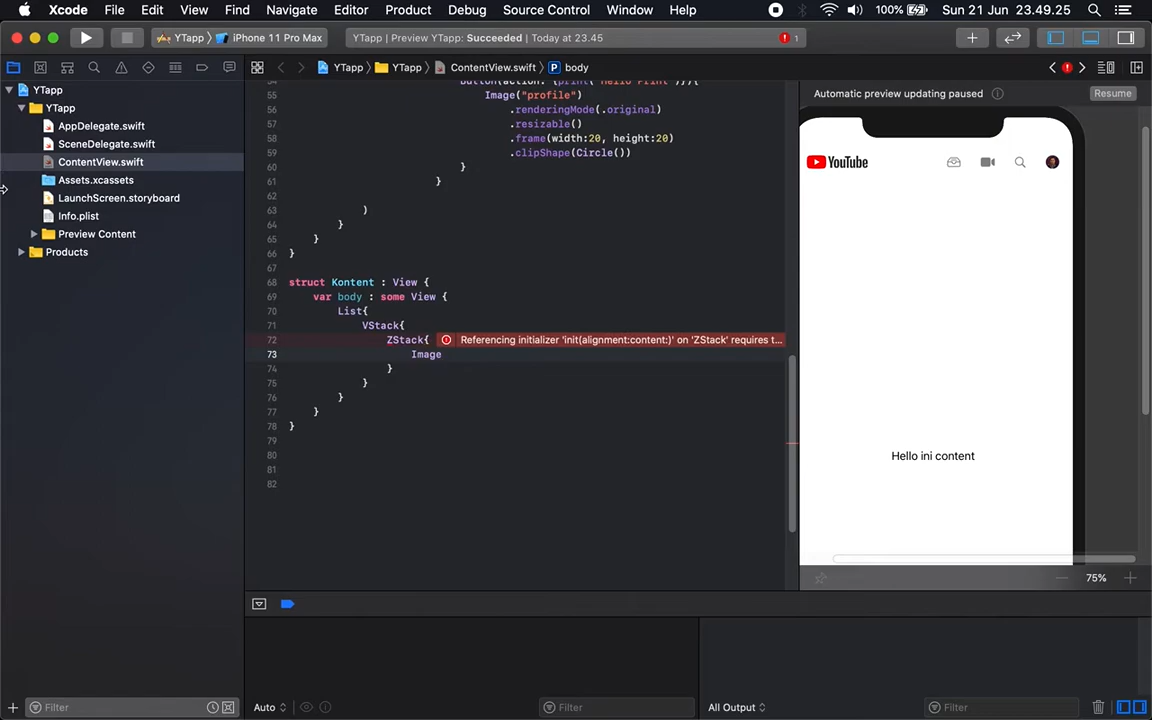 Xcode File Edit View Find Navigate Editor Product Debug Source Control Window Help 100% Sun 21 Jun 23.49.25
YTapp iPhone 11 Pro Max YTapp | Preview YTapp: Succeeded | Today at 23.45 1
YTapp YTapp ContentView.swift P body
YTapp
YTapp
AppDelegate.swift
SceneDelegate.swift
ContentView.swift
Assets.xcassets
LaunchScreen.storyboard
Info.plist
Preview Content
Products
55 Image("profile")
56 .renderingMode(.original)
57 .resizable()
58 .frame(width:20, height:20)
59 .clipShape(Circle())
60 }
61 }
62
63 )
64 }
65 }
66 }
67
68 struct Kontent : View {
69 var body : some View {
70 List{
71 VStack{
72 ZStack{ Referencing initializer 'init(alignment:content:)' on 'ZStack' requires t...
73 Image
74 }
75 }
76 }
77 }
78 }
79
80
81
82
Automatic preview updating paused Resume
YouTube
Hello ini content
75%
Filter Auto Filter All Output Filter